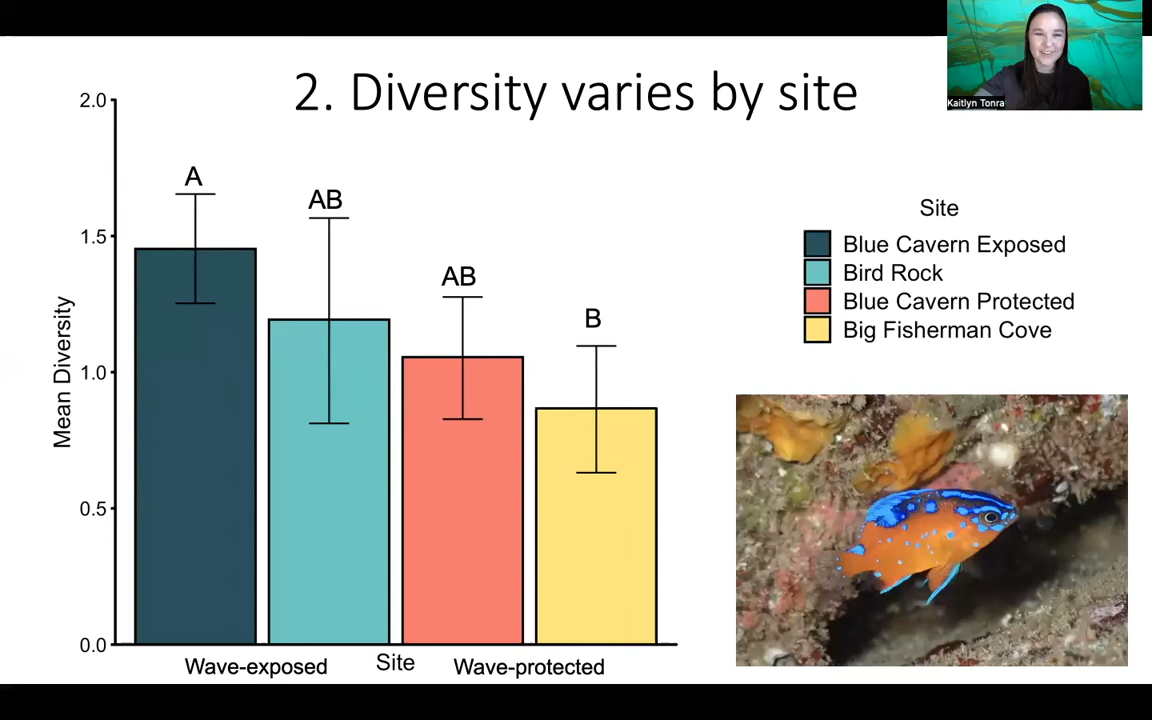 2. Diversity varies by site
Kaitlyn Tonra
2.0
1.5
1.0
0.5
0.0
Mean Diversity
A
AB
AB
B
Wave-exposed
Site
Wave-protected
Site
Blue Cavern Exposed
Bird Rock
Blue Cavern Protected
Big Fisherman Cove